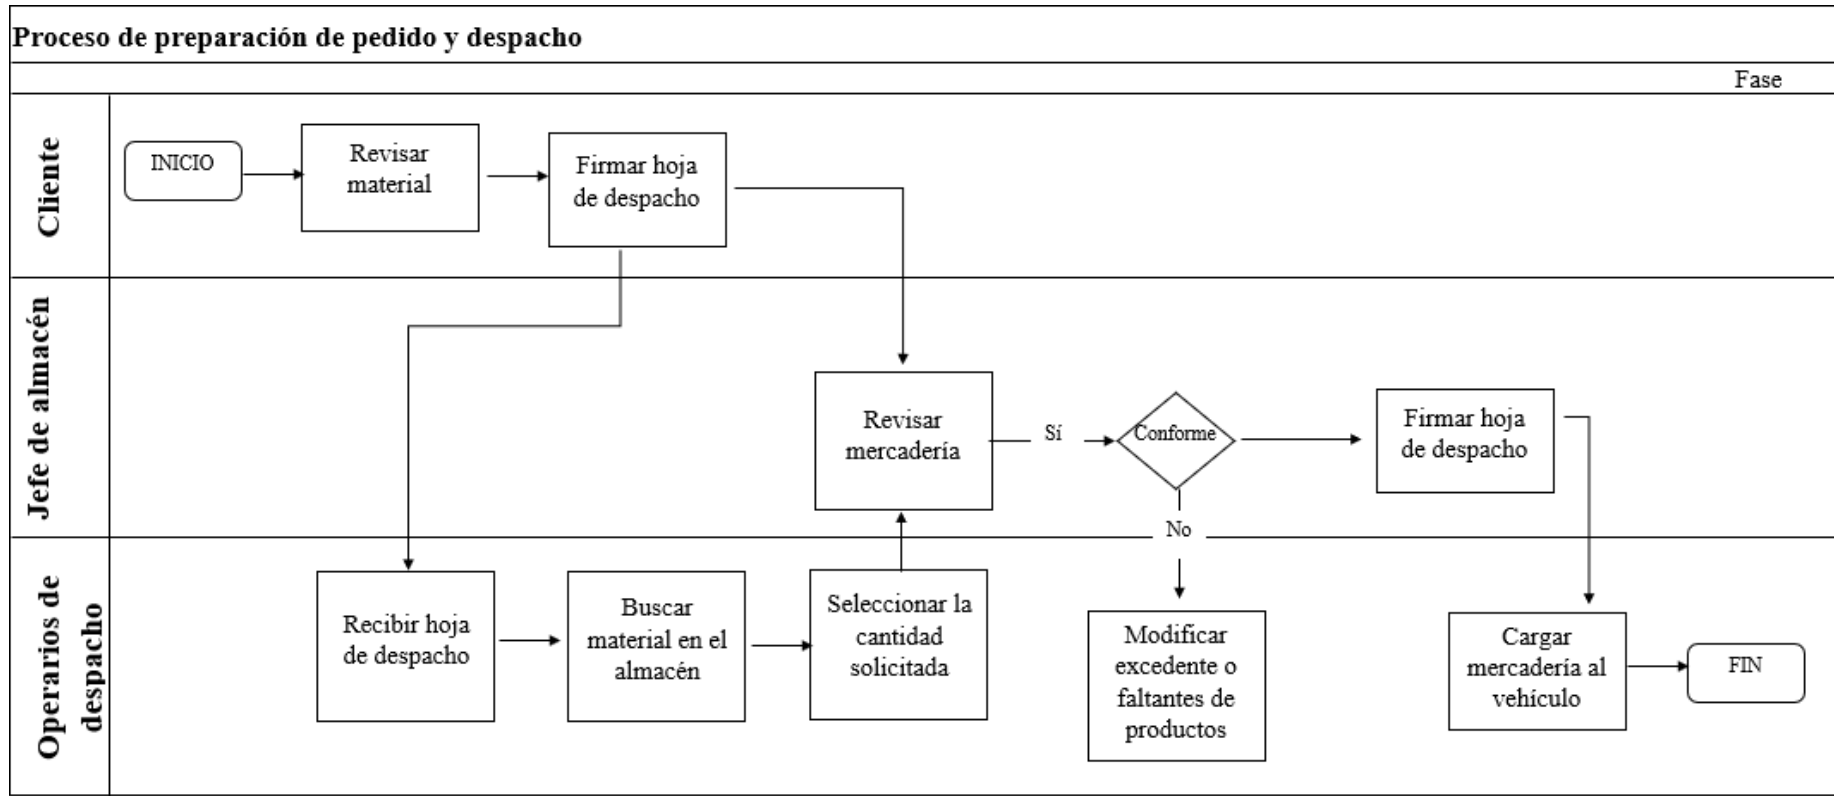 Proceso de preparación de pedido y despacho
Fase
Cliente
INICIO
Revisar
material
Firmar hoja
de despacho
Jefe de almacén
Revisar
mercadería
Sí
Conforme
Firmar hoja
de despacho
No
Operarios de
despacho
Recibir hoja
de despacho
Buscar
material en el
almacén
Seleccionar la
cantidad
solicitada
Modificar
excedente o
faltantes de
productos
Cargar
mercadería al
vehículo
FIN